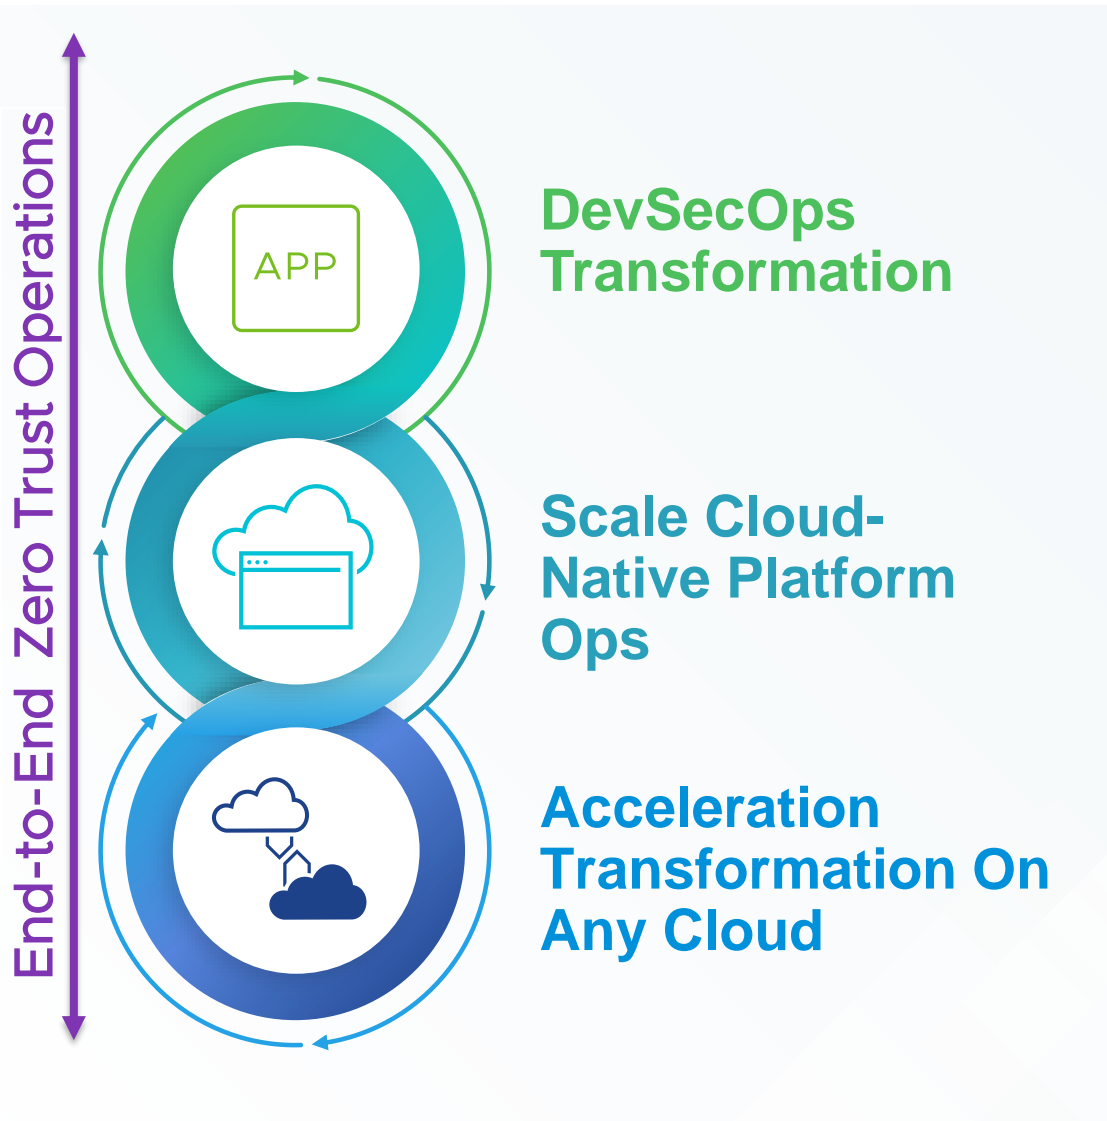 End-to-End Zero Trust Operations
APP
DevSecOps
Transformation
Scale Cloud-
Native Platform
Ops
Acceleration
Transformation On
Any Cloud